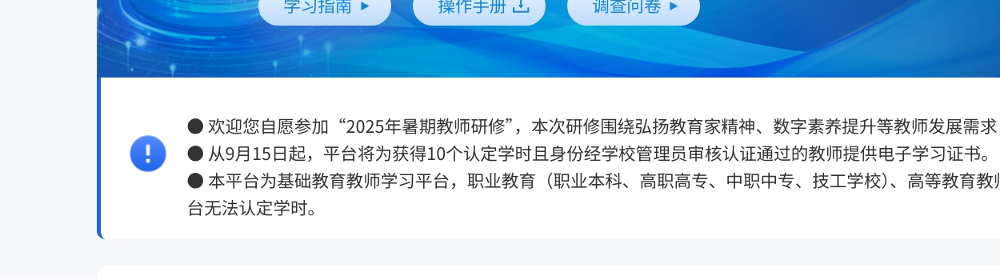 学习指南
操作手册
调查问卷
● 欢迎您自愿参加“2025年暑期教师研修”，本次研修围绕弘扬教育家精神、数字素养提升等教师发展需求
● 从9月15日起，平台将为获得10个认定学时且身份经学校管理员审核认证通过的教师提供电子学习证书。
● 本平台为基础教育教师学习平台，职业教育（职业本科、高职高专、中职中专、技工学校）、高等教育教师
台无法认定学时。